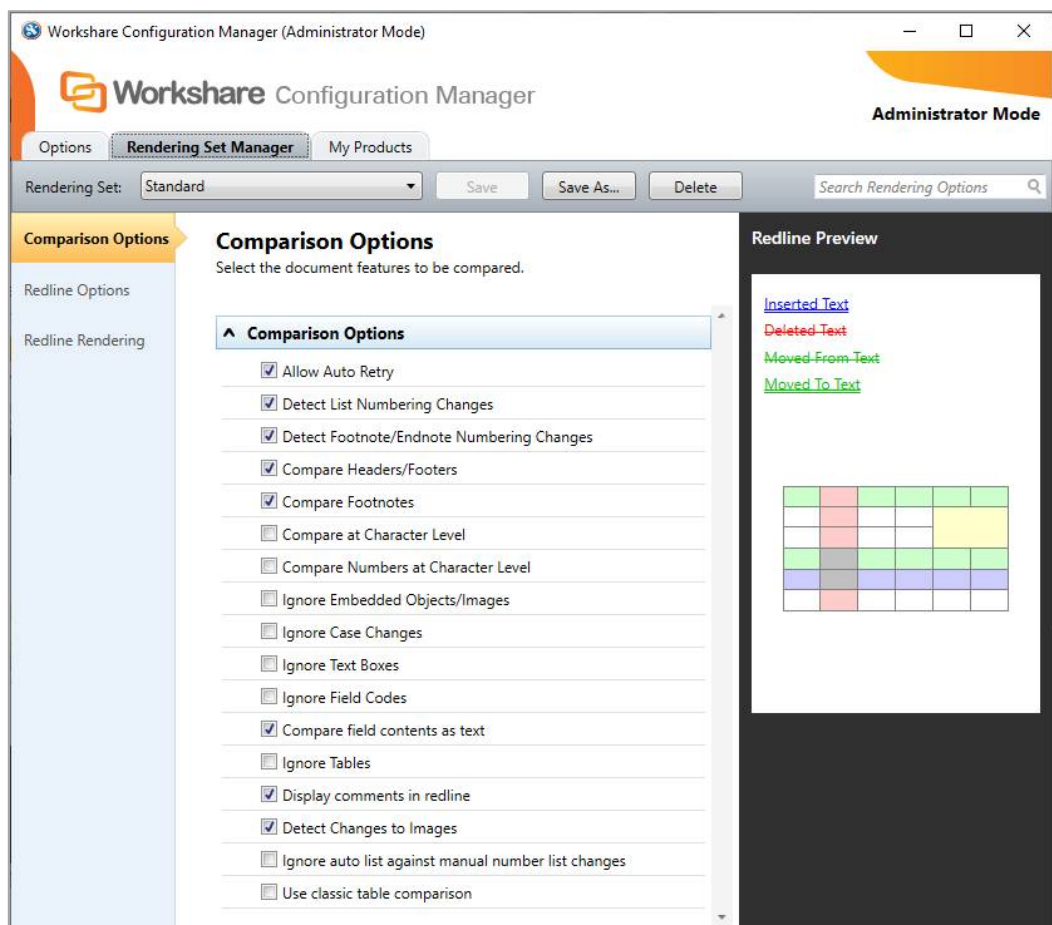 Workshare Configuration Manager (Administrator Mode)
Workshare Configuration Manager
Administrator Mode
Options Rendering Set Manager My Products
Rendering Set: Standard Save Save As... Delete Search Rendering Options
Comparison Options
Redline Options
Redline Rendering
Comparison Options
Select the document features to be compared.
Comparison Options
Allow Auto Retry
Detect List Numbering Changes
Detect Footnote/Endnote Numbering Changes
Compare Headers/Footers
Compare Footnotes
Compare at Character Level
Compare Numbers at Character Level
Ignore Embedded Objects/Images
Ignore Case Changes
Ignore Text Boxes
Ignore Field Codes
Compare field contents as text
Ignore Tables
Display comments in redline
Detect Changes to Images
Ignore auto list against manual number list changes
Use classic table comparison
Redline Preview
Inserted Text
Deleted Text
Moved From Text
Moved To Text